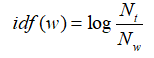 idf(w) = log N_t / N_w